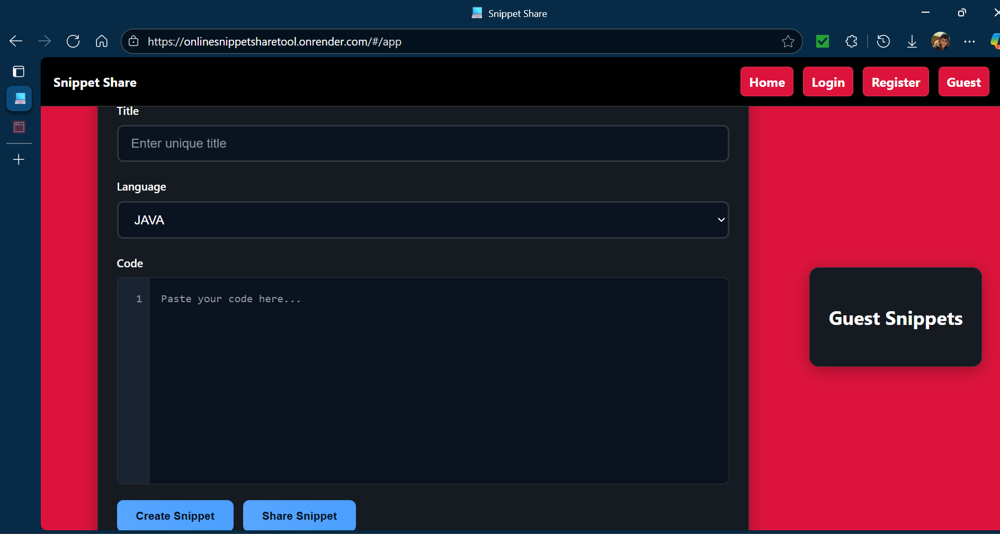 Snippet Share
https://onlinesnippetsharetool.onrender.com/#/app
Snippet Share
Home
Login
Register
Guest
Title
Enter unique title
Language
JAVA
Code
1
Paste your code here...
Guest Snippets
Create Snippet
Share Snippet